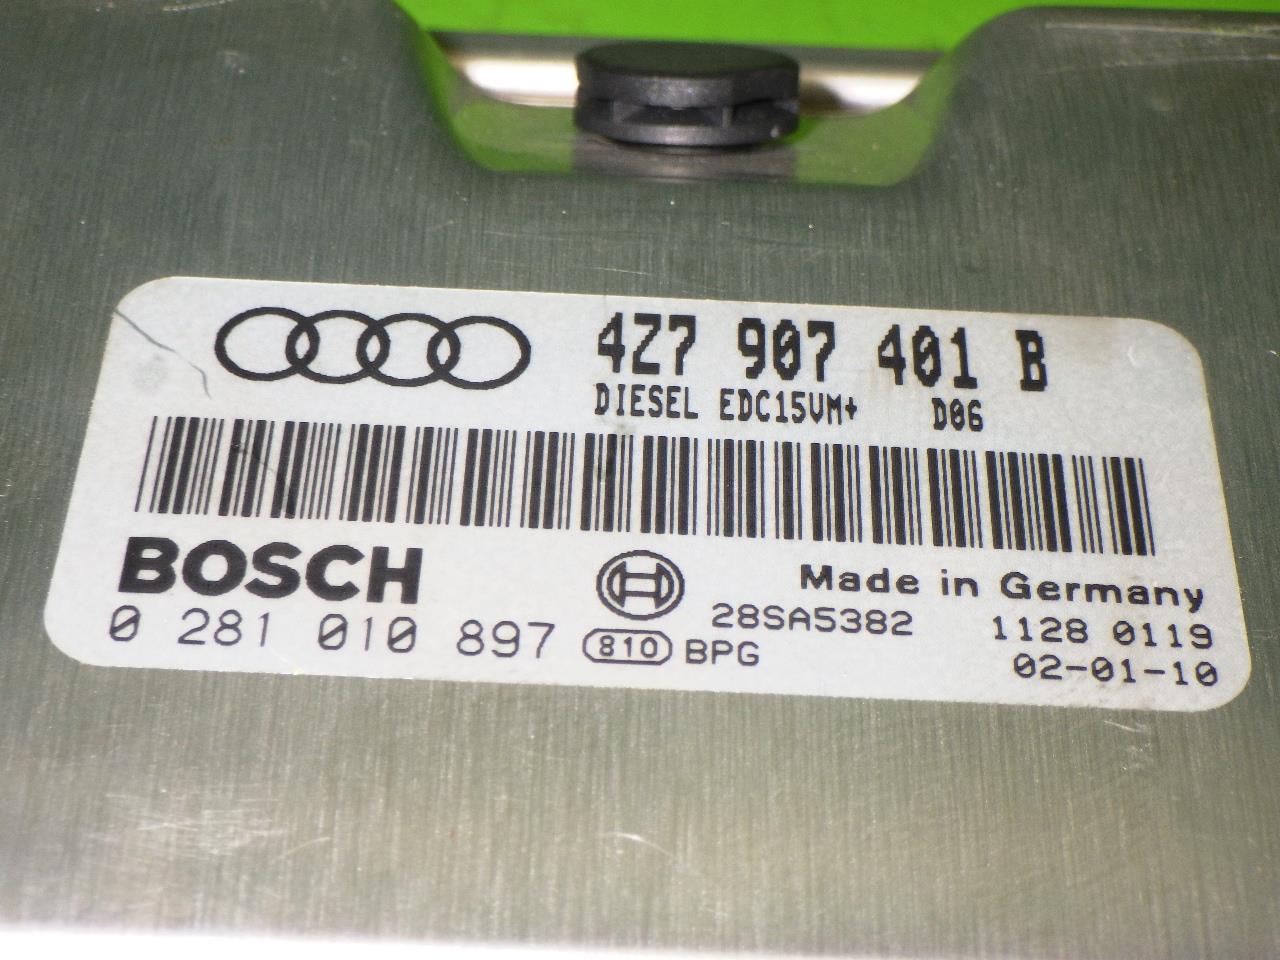 4Z7 907 401 B
DIESEL EDC15VM+ D06
BOSCH
Made in Germany
28SA5382 1128 0119
0 281 010 897 810 BPG 02-01-10